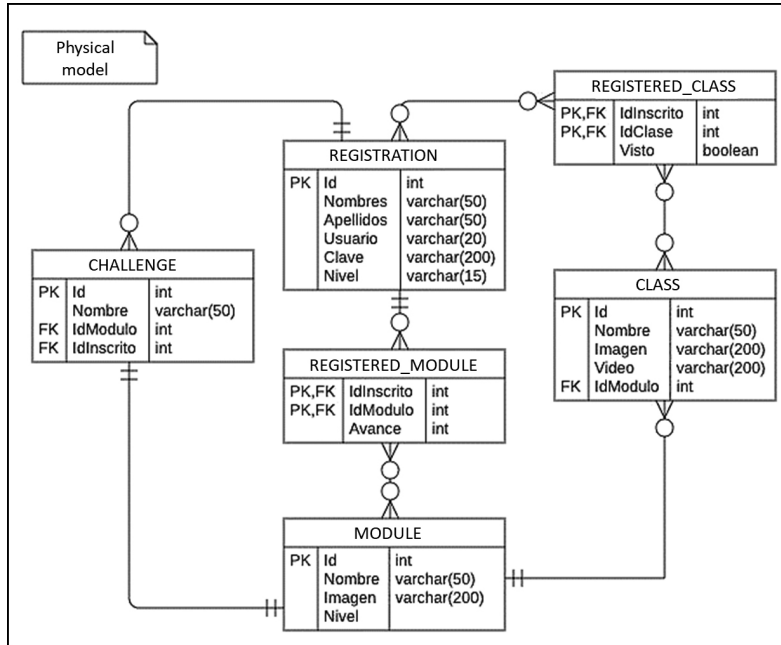 Physical
model
REGISTERED_CLASS
PK,FK IdInscrito int
PK,FK IdClase int
Visto boolean
REGISTRATION
PK Id int
Nombres varchar(50)
Apellidos varchar(50)
Usuario varchar(20)
Clave varchar(200)
Nivel varchar(15)
CHALLENGE
PK Id int
Nombre varchar(50)
FK IdModulo int
FK IdInscrito int
CLASS
PK Id int
Nombre varchar(50)
Imagen varchar(200)
Video varchar(200)
FK IdModulo int
REGISTERED_MODULE
PK,FK IdInscrito int
PK,FK IdModulo int
Avance int
MODULE
PK Id int
Nombre varchar(50)
Imagen varchar(200)
Nivel